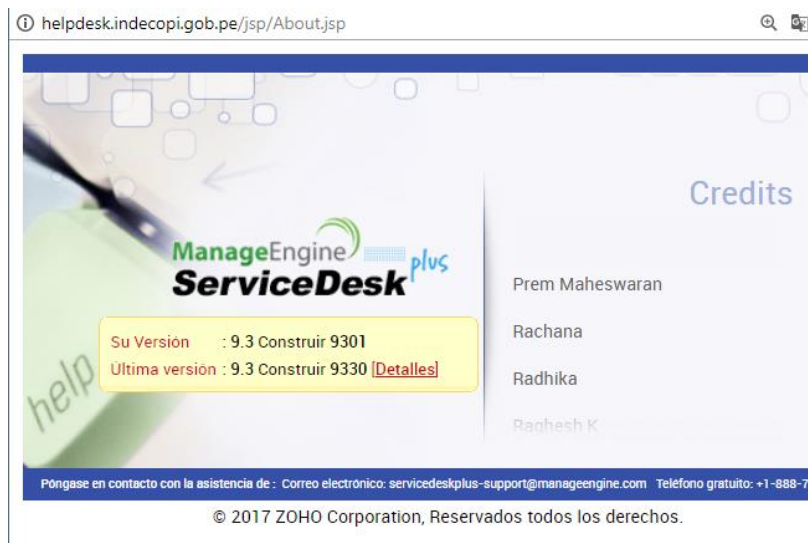 helpdesk.indecopi.gob.pe/jsp/About.jsp
Credits
ManageEngine
ServiceDesk plus
Prem Maheswaran
Su Versión : 9.3 Construir 9301
Rachana
Última versión : 9.3 Construir 9330 [Detalles]
Radhika
help
Raghesh K
Póngase en contacto con la asistencia de : Correo electrónico: servicedeskplus-support@manageengine.com Teléfono gratuito: +1-888-7
© 2017 ZOHO Corporation, Reservados todos los derechos.